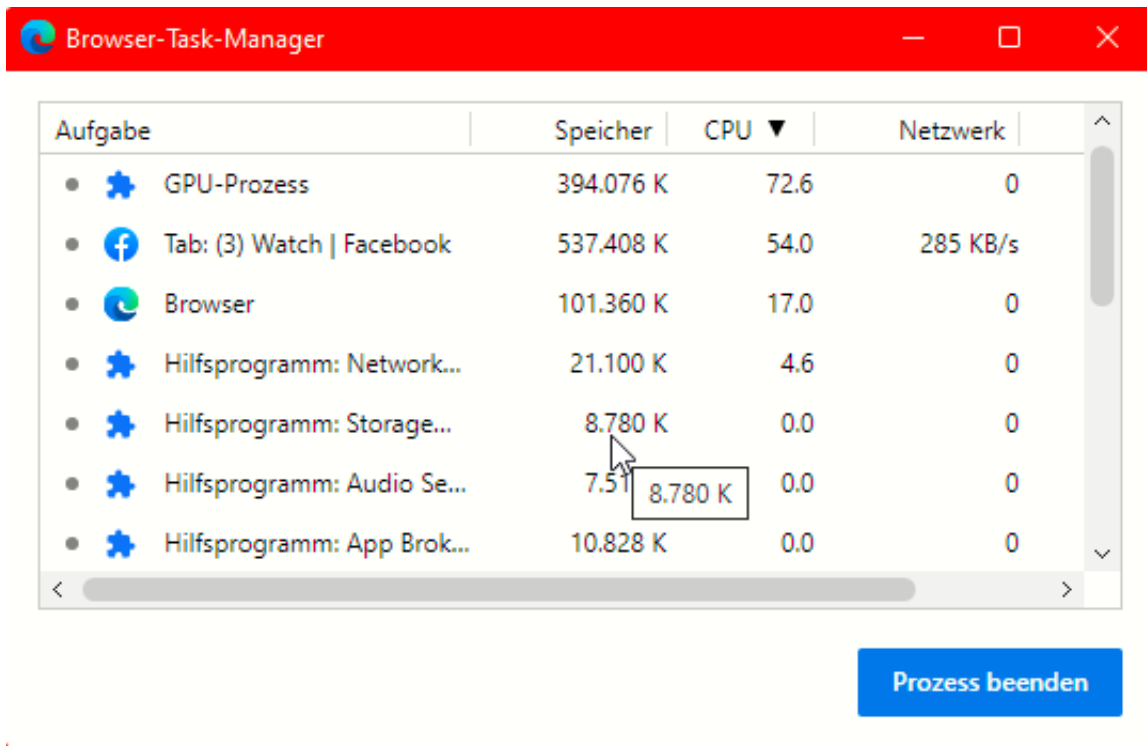 Browser-Task-Manager
Aufgabe Speicher CPU ▼ Netzwerk
GPU-Prozess 394.076 K 72.6 0
Tab: (3) Watch | Facebook 537.408 K 54.0 285 KB/s
Browser 101.360 K 17.0 0
Hilfsprogramm: Network... 21.100 K 4.6 0
Hilfsprogramm: Storage... 8.780 K 0.0 0
Hilfsprogramm: Audio Se... 0.0 0
8.780 K
Hilfsprogramm: App Brok... 10.828 K 0.0 0
Prozess beenden